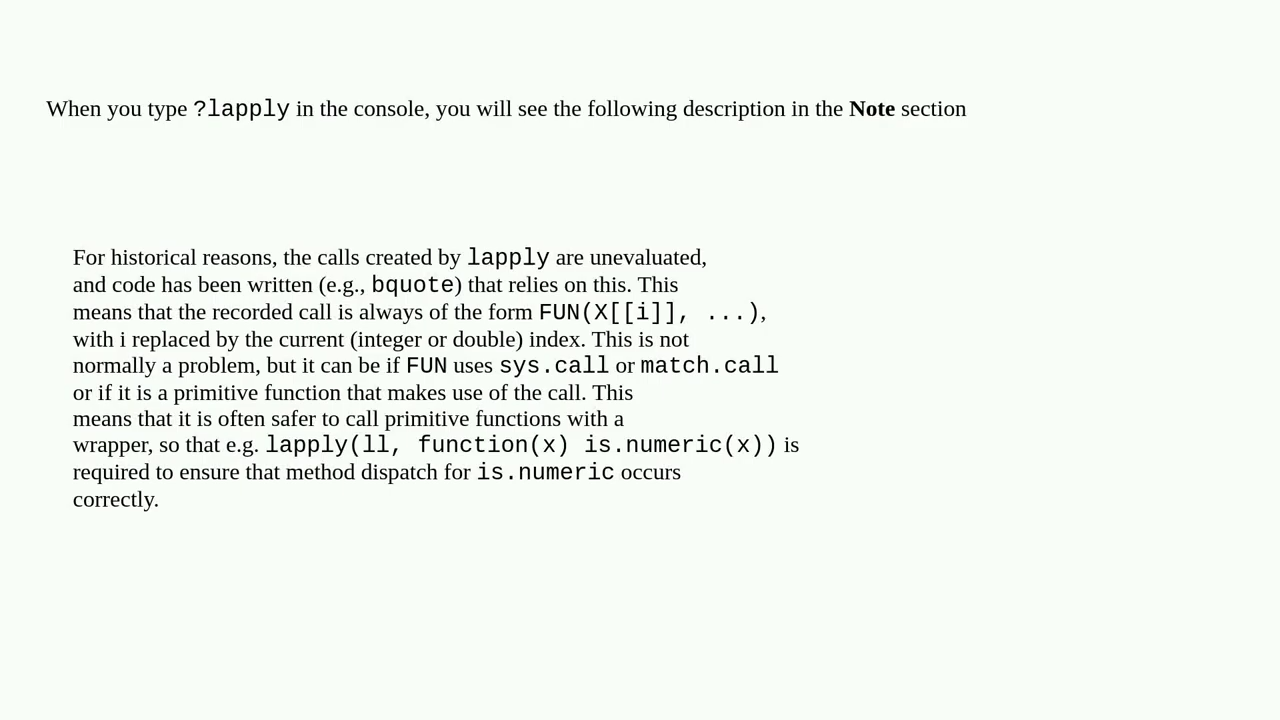 When you type ?lapply in the console, you will see the following description in the Note section
For historical reasons, the calls created by lapply are unevaluated,
and code has been written (e.g., bquote) that relies on this. This
means that the recorded call is always of the form FUN(X[[i]], ...),
with i replaced by the current (integer or double) index. This is not
normally a problem, but it can be if FUN uses sys.call or match.call
or if it is a primitive function that makes use of the call. This
means that it is often safer to call primitive functions with a
wrapper, so that e.g. lapply(ll, function(x) is.numeric(x)) is
required to ensure that method dispatch for is.numeric occurs
correctly.